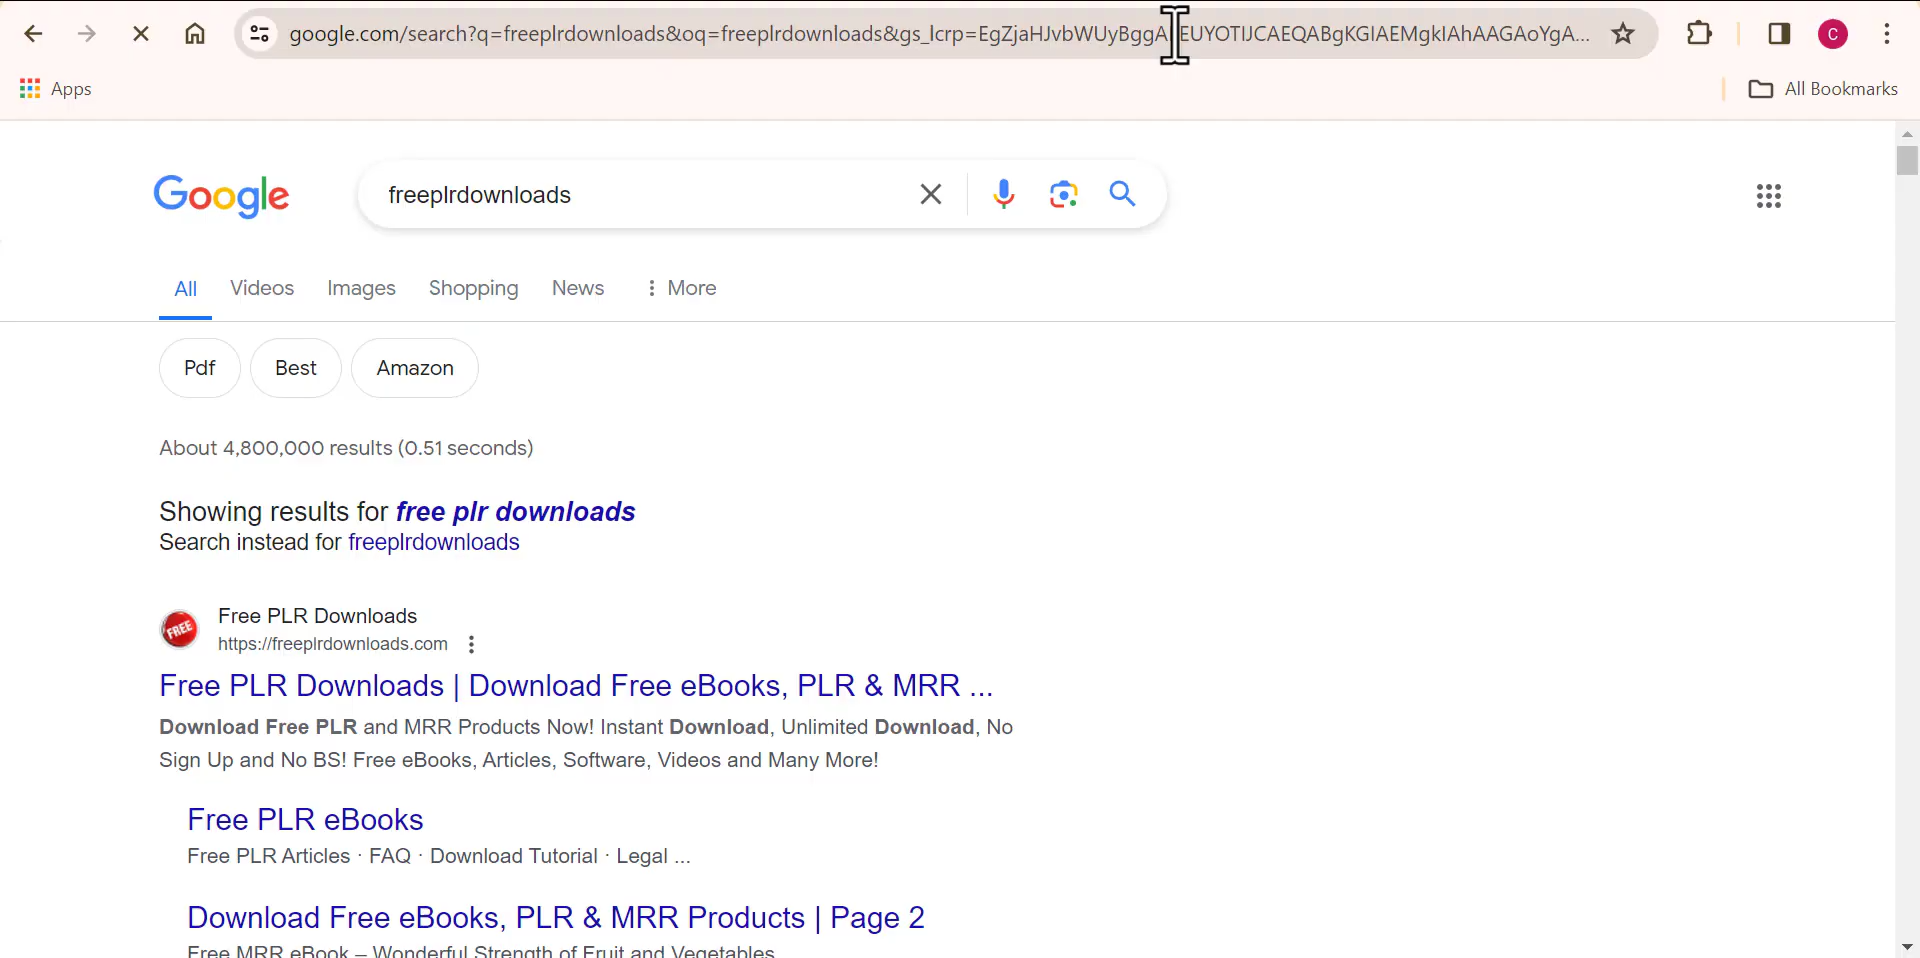 google.com/search?q=freeplrdownloads&oq=freeplrdownloads&gs_lcrp=EgZjaHJvbWUyBggA EUYOTIJCAEQABgKGIAEMgkIAhAAGAoYgA...
C
Apps
All Bookmarks
Google
freeplrdownloads
All
Videos
Images
Shopping
News
More
Pdf
Best
Amazon
About 4,800,000 results (0.51 seconds)
Showing results for free plr downloads
Search instead for freeplrdownloads
FREE
Free PLR Downloads
https://freeplrdownloads.com
Free PLR Downloads | Download Free eBooks, PLR & MRR ...
Download Free PLR and MRR Products Now! Instant Download, Unlimited Download, No
Sign Up and No BS! Free eBooks, Articles, Software, Videos and Many More!
Free PLR eBooks
Free PLR Articles · FAQ · Download Tutorial · Legal ...
Download Free eBooks, PLR & MRR Products | Page 2
Free MRR eBook – Wonderful Strength of Fruit and Vegetables